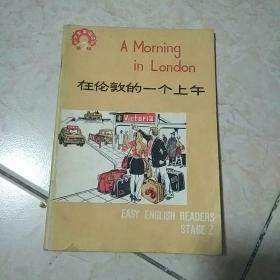 A Morning
in London
在伦敦的一个上午
Victoria
EASY ENGLISH READERS
STAGE 2